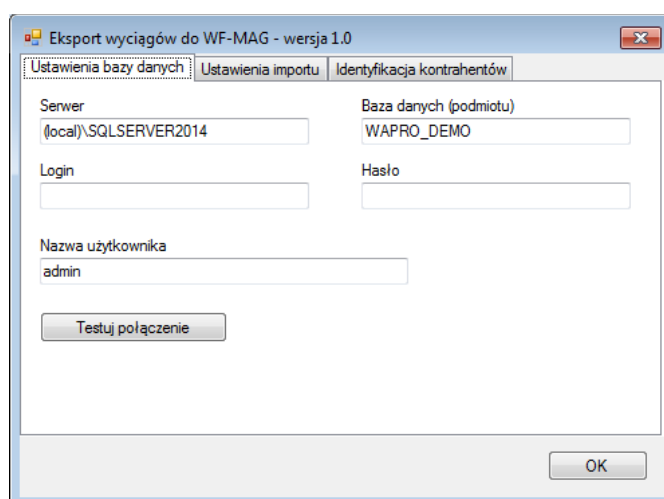 Eksport wyciągów do WF-MAG - wersja 1.0
Ustawienia bazy danych Ustawienia importu Identyfikacja kontrahentów
Serwer Baza danych (podmiotu)
(local)\SQLSERVER2014 WAPRO_DEMO
Login Hasło
Nazwa użytkownika
admin
Testuj połączenie
OK